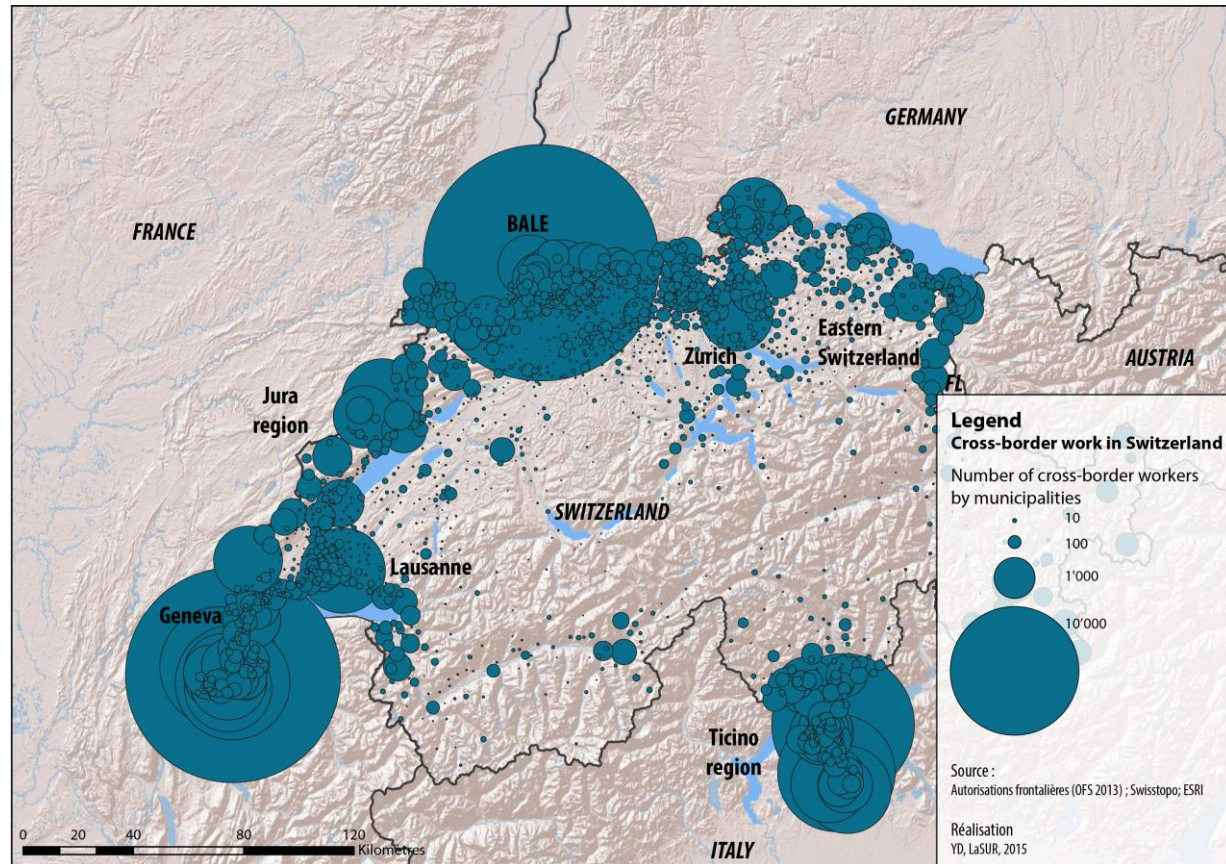 GERMANY
FRANCE
BALE
Zurich
Eastern
Switzerland
AUSTRIA
FL
Jura
region
SWITZERLAND
Lausanne
Geneva
Ticino
region
ITALY
0 20 40 80 120
Kilometres
Legend
Cross-border work in Switzerland
Number of cross-border workers
by municipalities
10
100
1'000
10'000
Source :
Autorisations frontalières (OFS 2013) ; Swisstopo; ESRI
Réalisation
YD, LaSUR, 2015